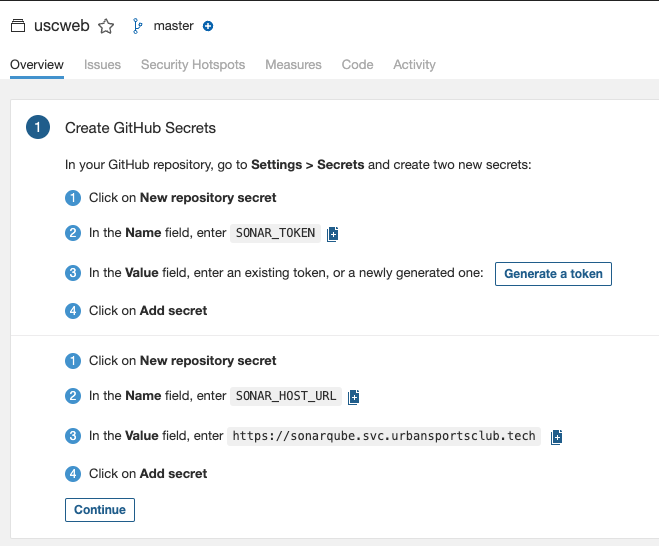 uscweb master
Overview Issues Security Hotspots Measures Code Activity
1 Create GitHub Secrets
In your GitHub repository, go to Settings > Secrets and create two new secrets:
1 Click on New repository secret
2 In the Name field, enter SONAR_TOKEN
3 In the Value field, enter an existing token, or a newly generated one: Generate a token
4 Click on Add secret
1 Click on New repository secret
2 In the Name field, enter SONAR_HOST_URL
3 In the Value field, enter https://sonarqube.svc.urbansportsclub.tech
4 Click on Add secret
Continue